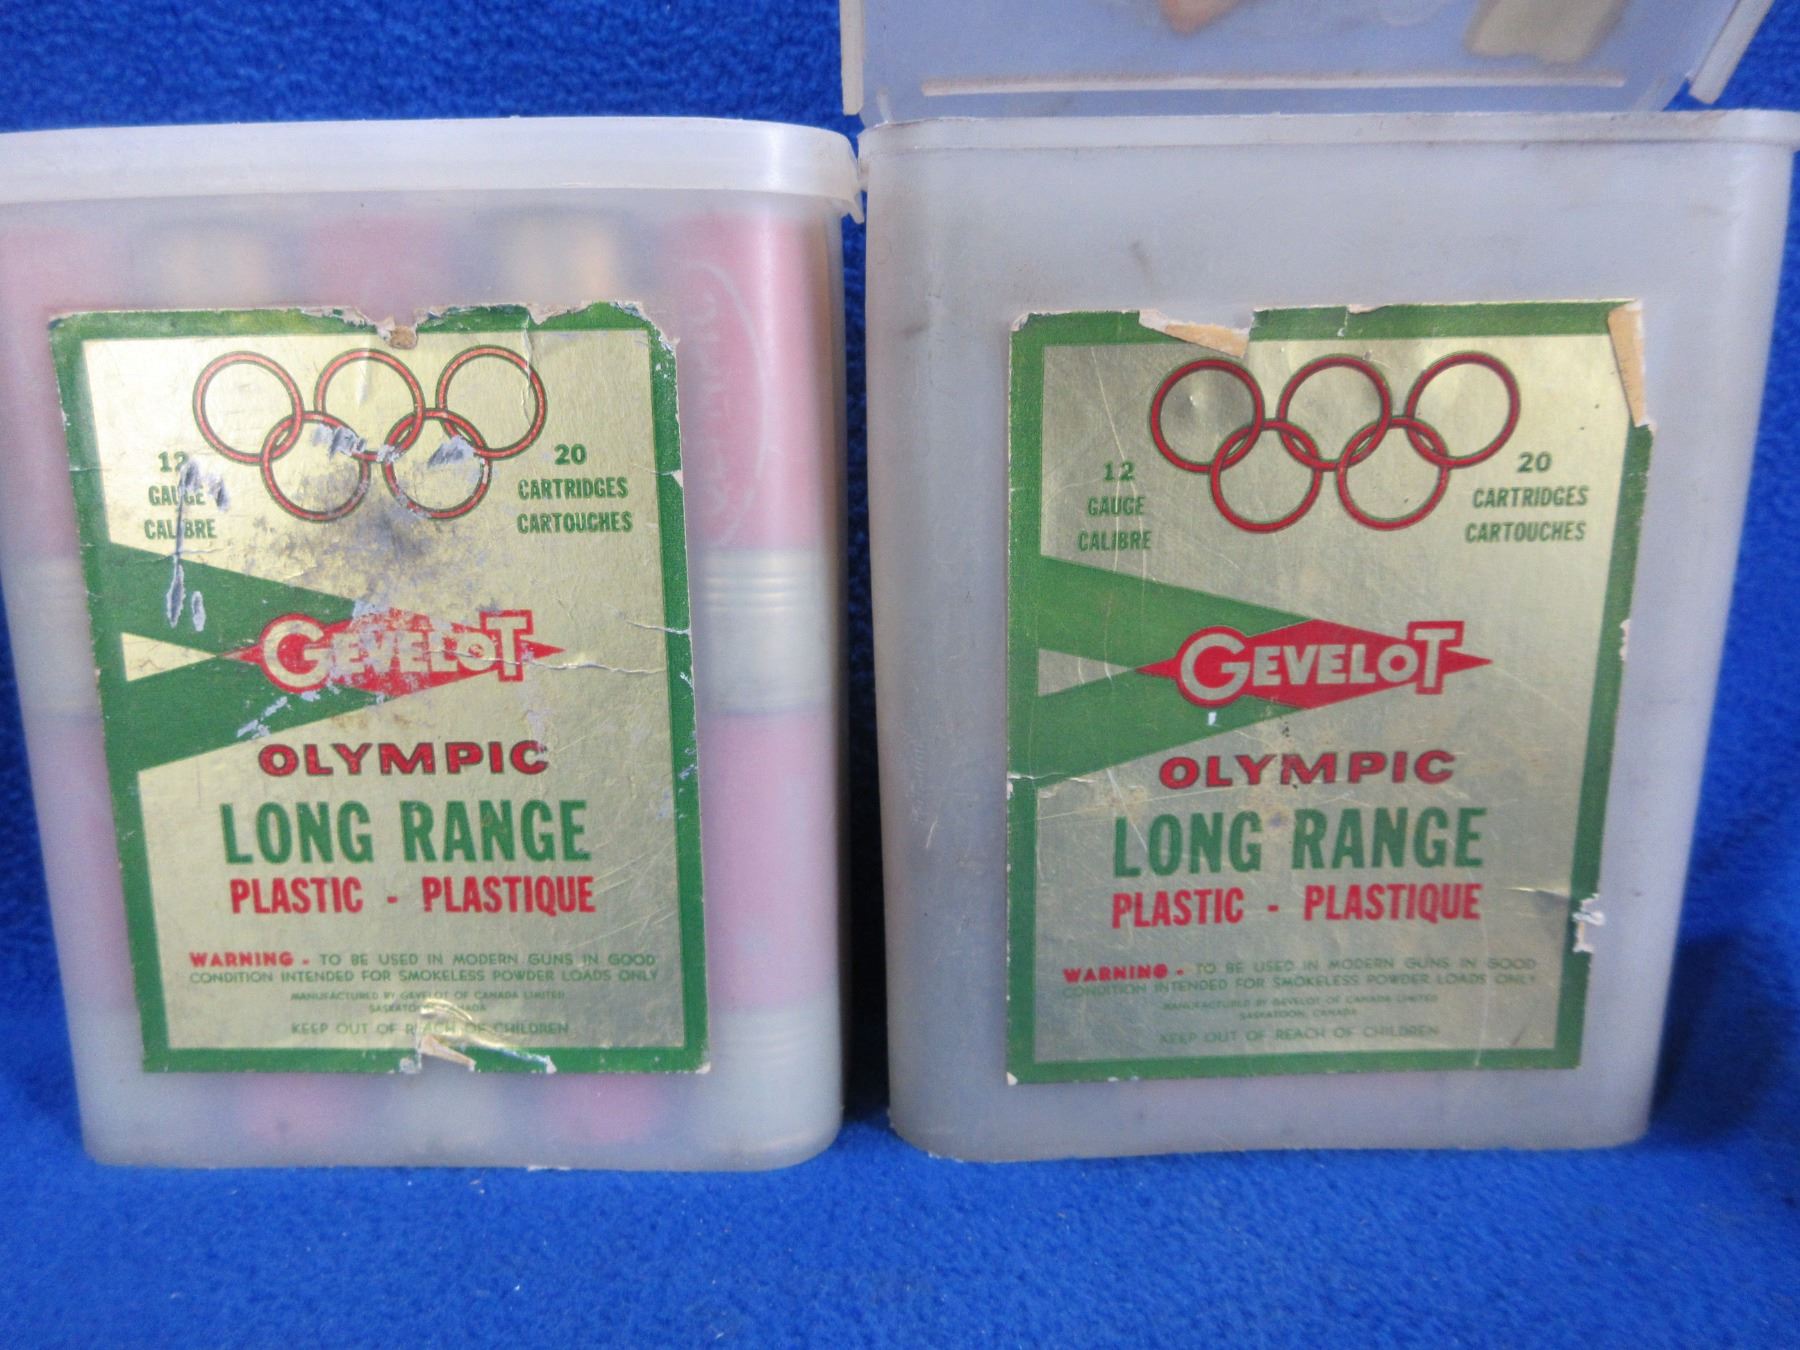 12
GAUGE
CALIBRE
20
CARTRIDGES
CARTOUCHES
GEVELOT
OLYMPIC
LONG RANGE
PLASTIC - PLASTIQUE
WARNING - TO BE USED IN MODERN GUNS IN GOOD
CONDITION INTENDED FOR SMOKELESS POWDER LOADS ONLY
MANUFACTURED BY GEVELOT OF CANADA LIMITED
SASKATOON, CANADA
KEEP OUT OF REACH OF CHILDREN
12
GAUGE
CALIBRE
20
CARTRIDGES
CARTOUCHES
GEVELOT
OLYMPIC
LONG RANGE
PLASTIC - PLASTIQUE
WARNING - TO BE USED IN MODERN GUNS IN GOOD
CONDITION INTENDED FOR SMOKELESS POWDER LOADS ONLY
MANUFACTURED BY GEVELOT OF CANADA LIMITED
SASKATOON, CANADA
KEEP OUT OF REACH OF CHILDREN